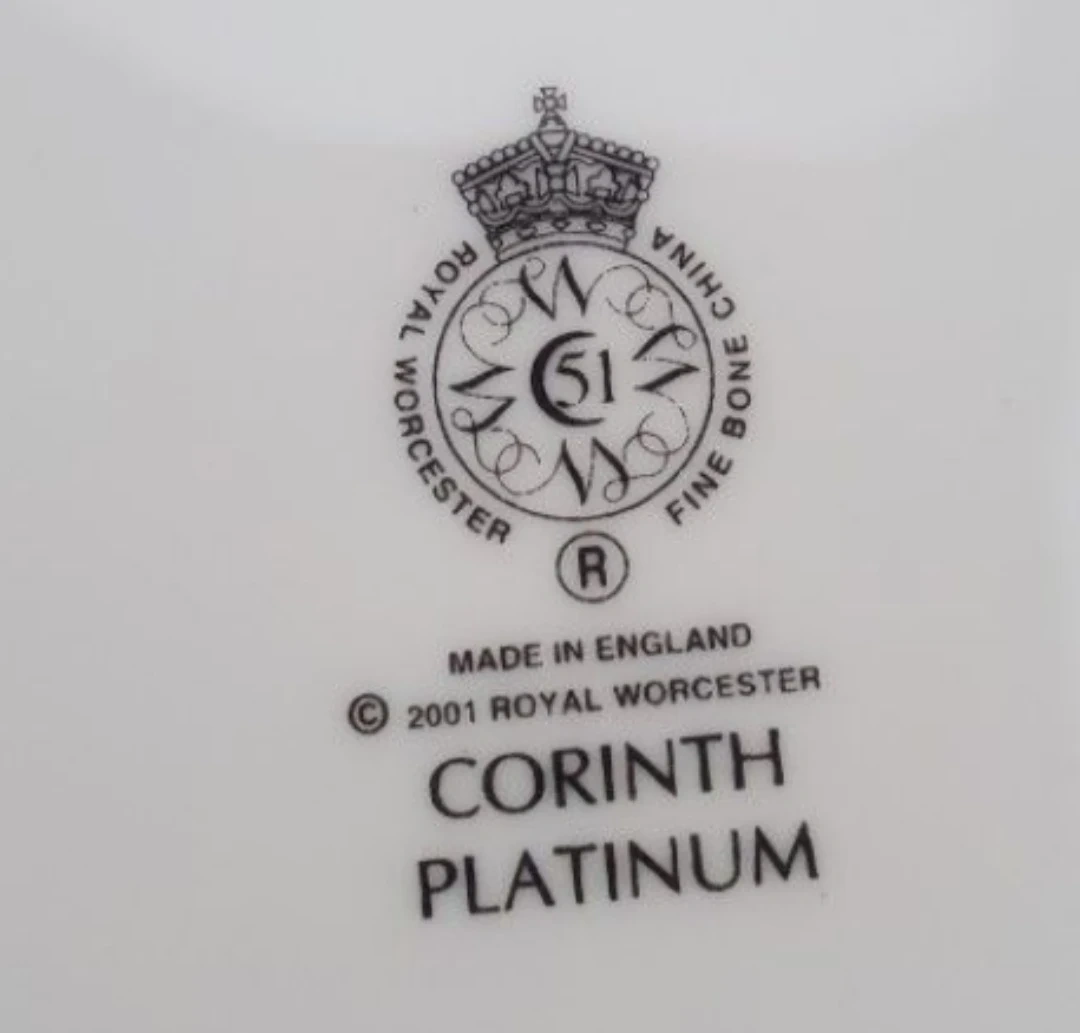 ROYAL WORCESTER
FINE BONE CHINA
W W W W
51
®
MADE IN ENGLAND
© 2001 ROYAL WORCESTER
CORINTH
PLATINUM